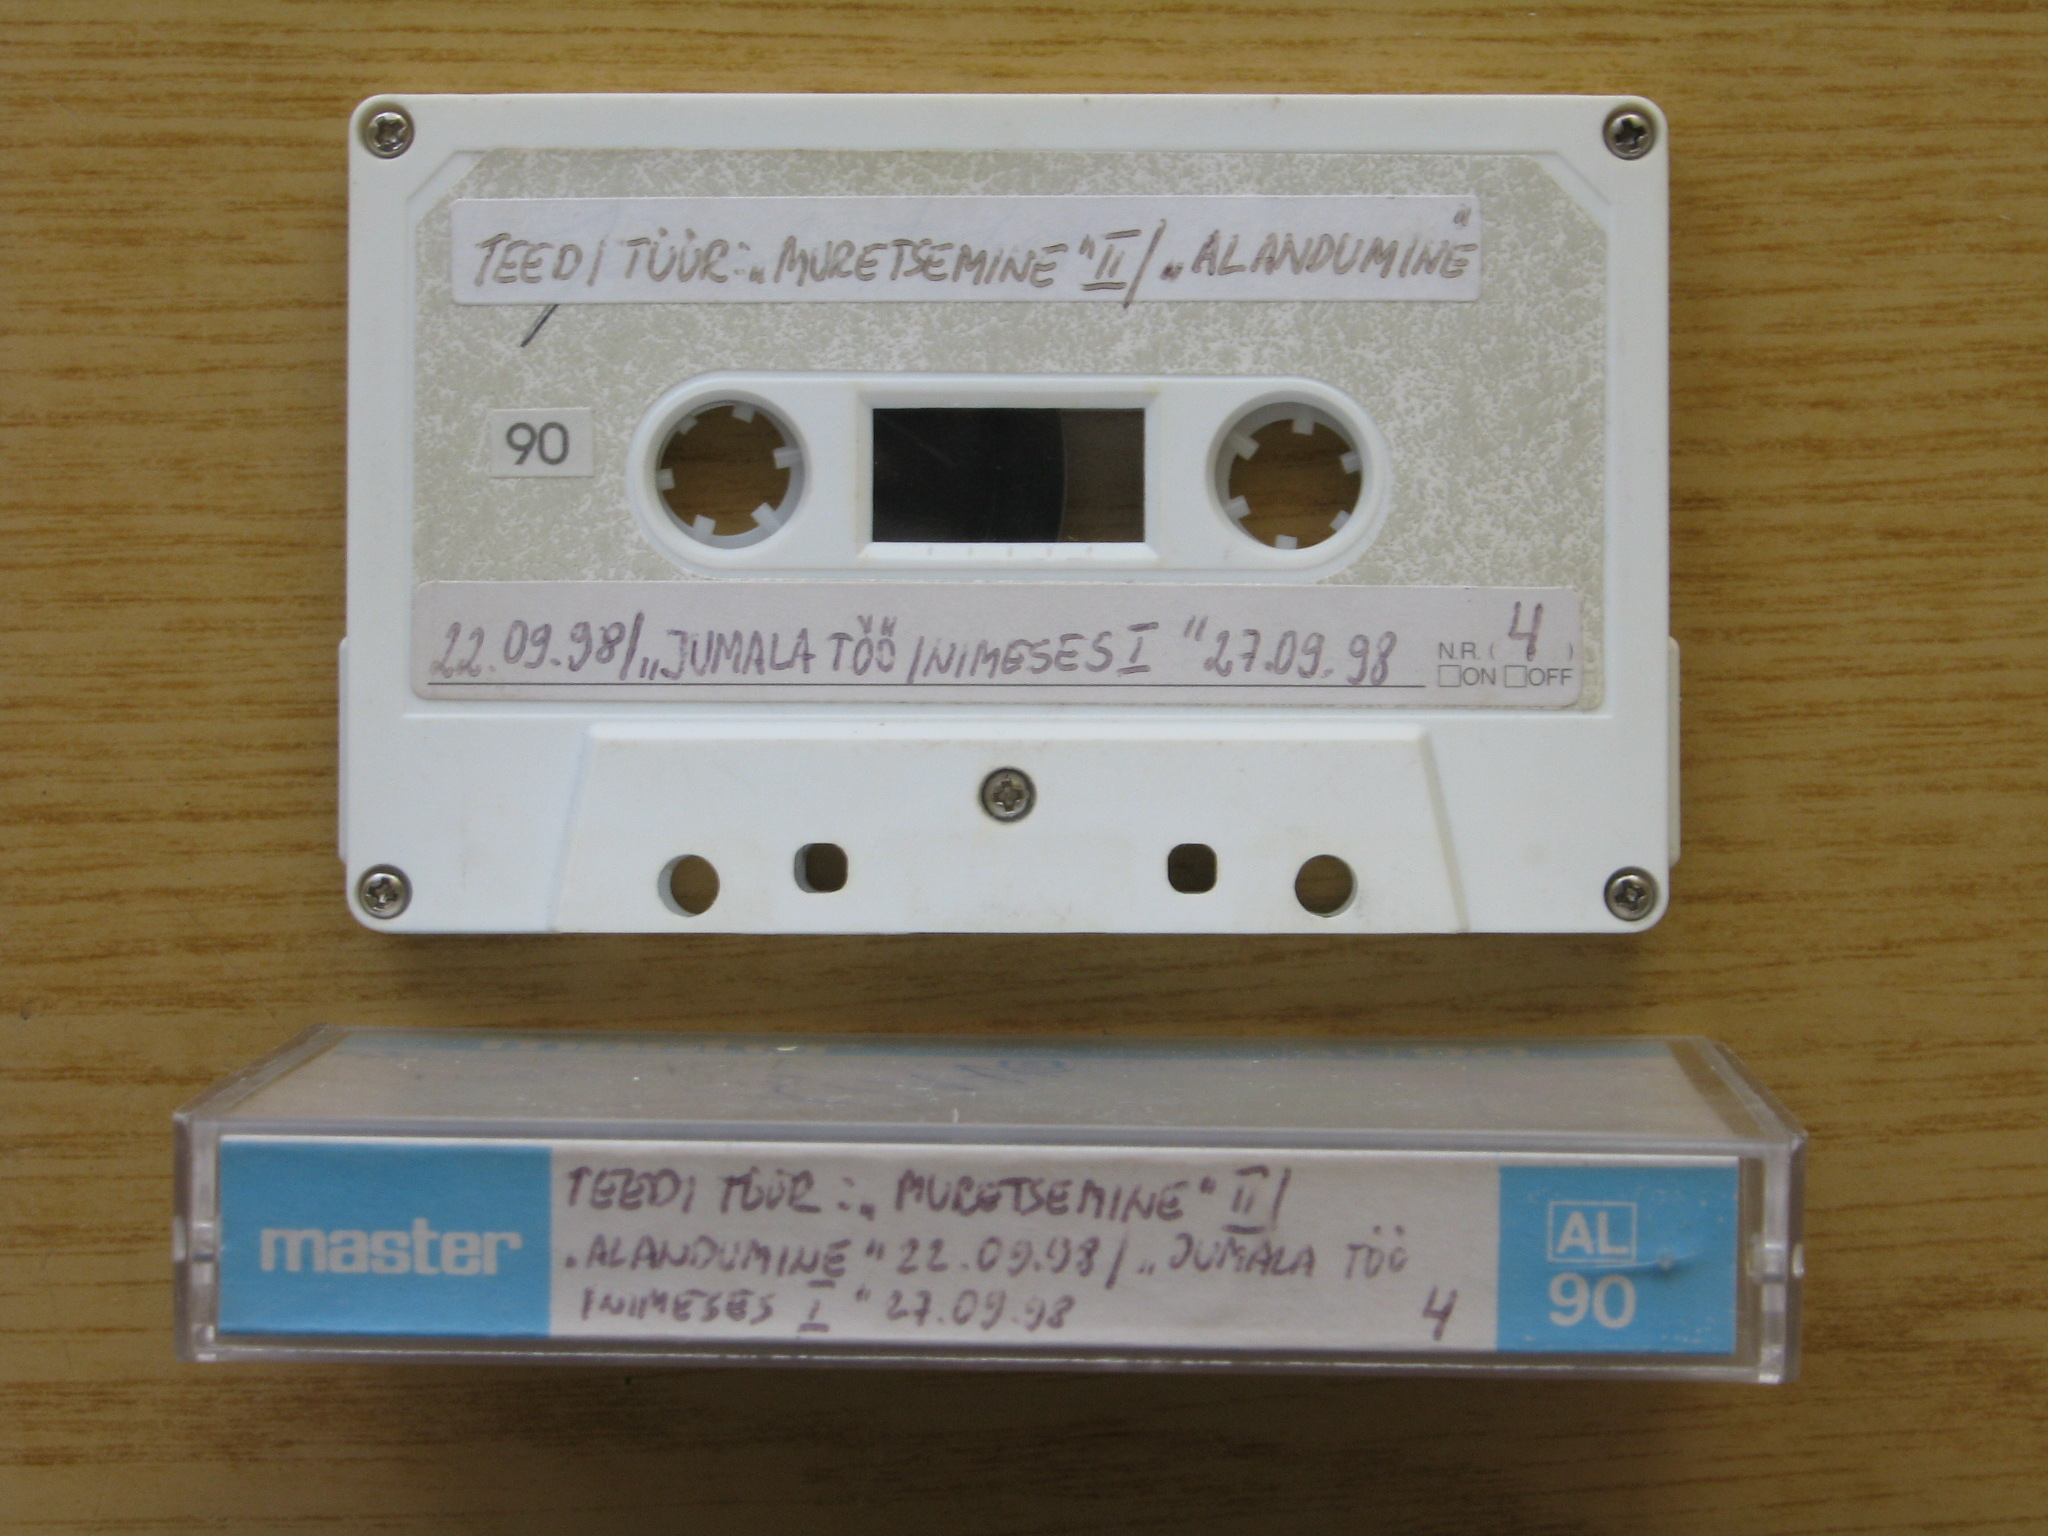 TEEDI TÜÜR: „MURETSEMINE" II / „ALANDUMINE"
90
22.09.98 / „JUMALA TÖÖ INIMESES I" 27.09.98
N.R. ( 4 )
ON OFF
master
TEEDI TÜÜR: „MURETSEMINE" II /
„ALANDUMINE" 22.09.98 / „JUMALA TÖÖ
INIMESES I" 27.09.98
4
AL
90